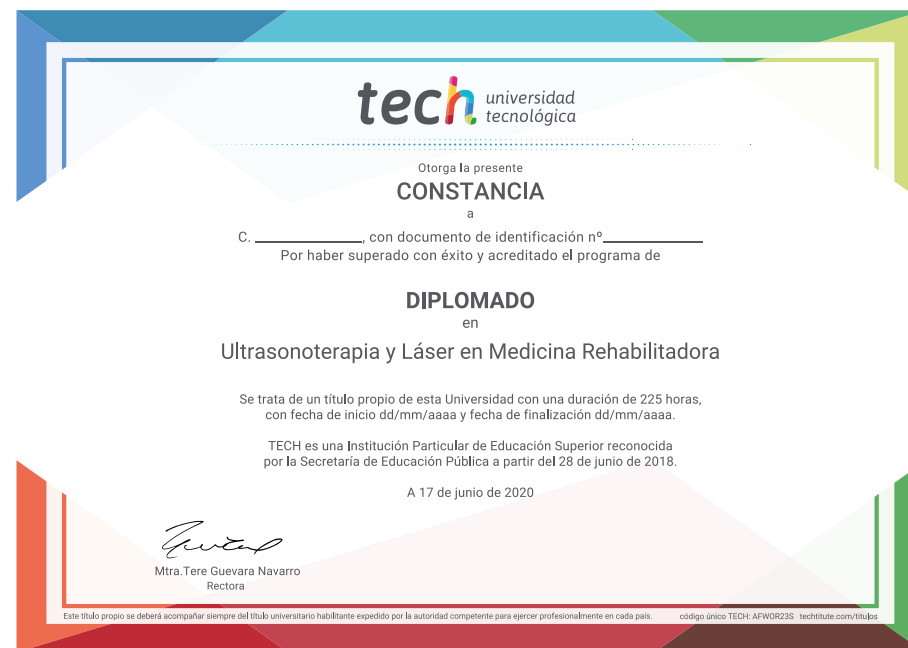 tech universidad
tecnológica
Otorga la presente
CONSTANCIA
a
C. ____________, con documento de identificación nº____________
Por haber superado con éxito y acreditado el programa de
DIPLOMADO
en
Ultrasonoterapia y Láser en Medicina Rehabilitadora
Se trata de un título propio de esta Universidad con una duración de 225 horas,
con fecha de inicio dd/mm/aaaa y fecha de finalización dd/mm/aaaa.
TECH es una Institución Particular de Educación Superior reconocida
por la Secretaría de Educación Pública a partir del 28 de junio de 2018.
A 17 de junio de 2020
Mtra.Tere Guevara Navarro
Rectora
Este título propio se deberá acompañar siempre del título universitario habilitante expedido por la autoridad competente para ejercer profesionalmente en cada país. código único TECH: AFWOR23S techtitute.com/titulos